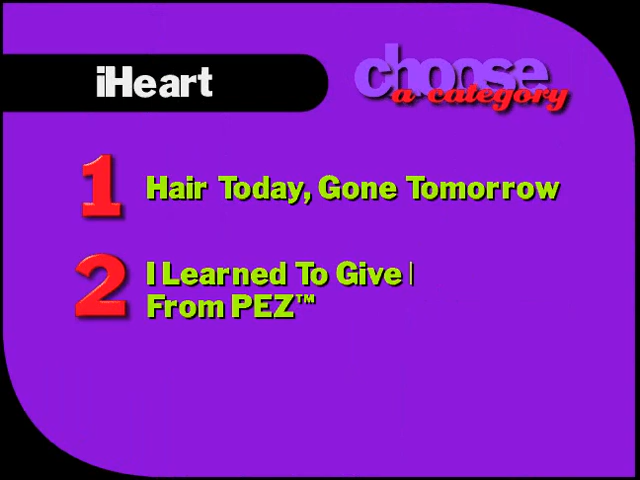 iHeart
choose
a category
1 Hair Today, Gone Tomorrow
2 I Learned To Give
From PEZ™